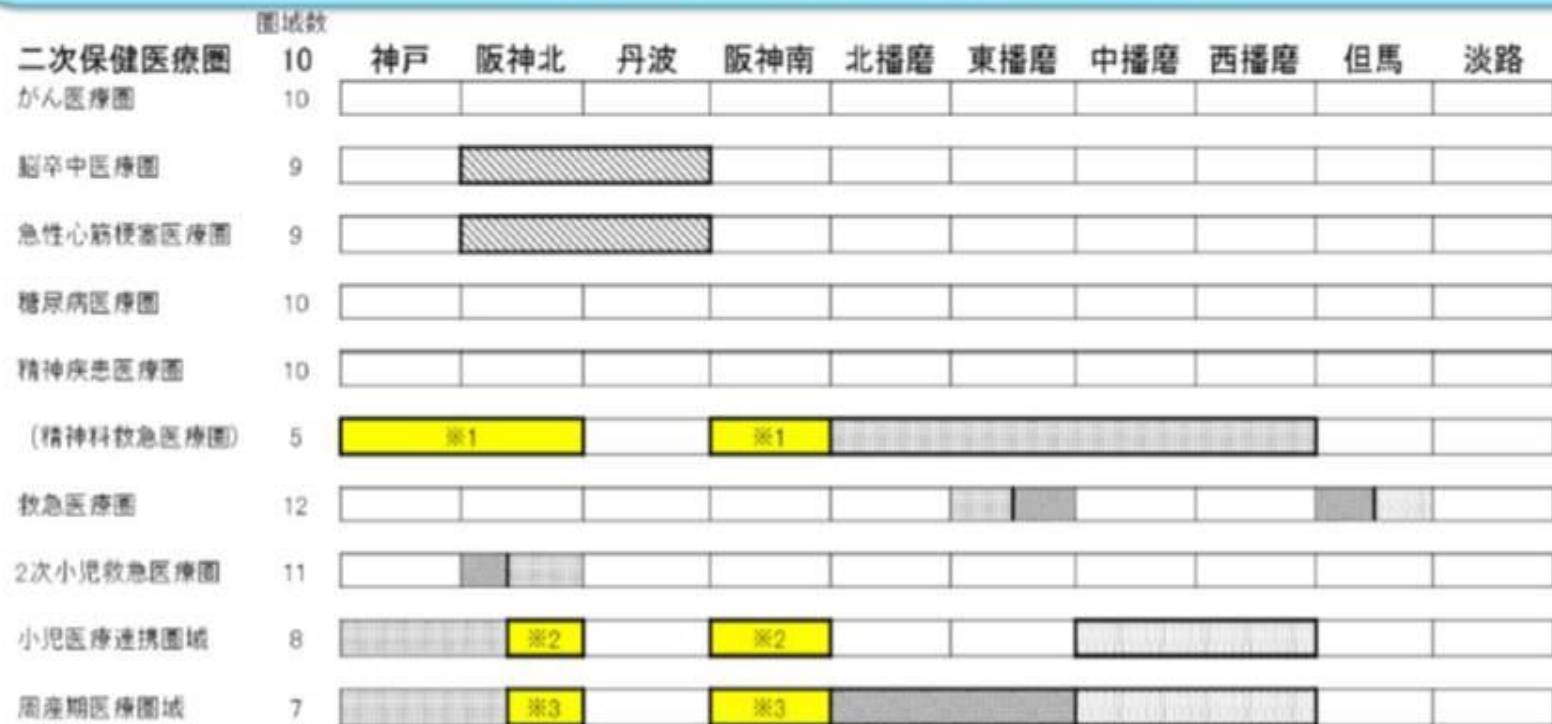 圏域数
二次保健医療圏 10 神戸 阪神北 丹波 阪神南 北播磨 東播磨 中播磨 西播磨 但馬 淡路
がん医療圏 10
脳卒中医療圏 9
急性心筋梗塞医療圏 9
糖尿病医療圏 10
精神疾患医療圏 10
(精神科救急医療圏) 5 ※1 ※1
救急医療圏 12
2次小児救急医療圏 11
小児医療連携圏域 8 ※2 ※2
周産期医療圏域 7 ※3 ※3